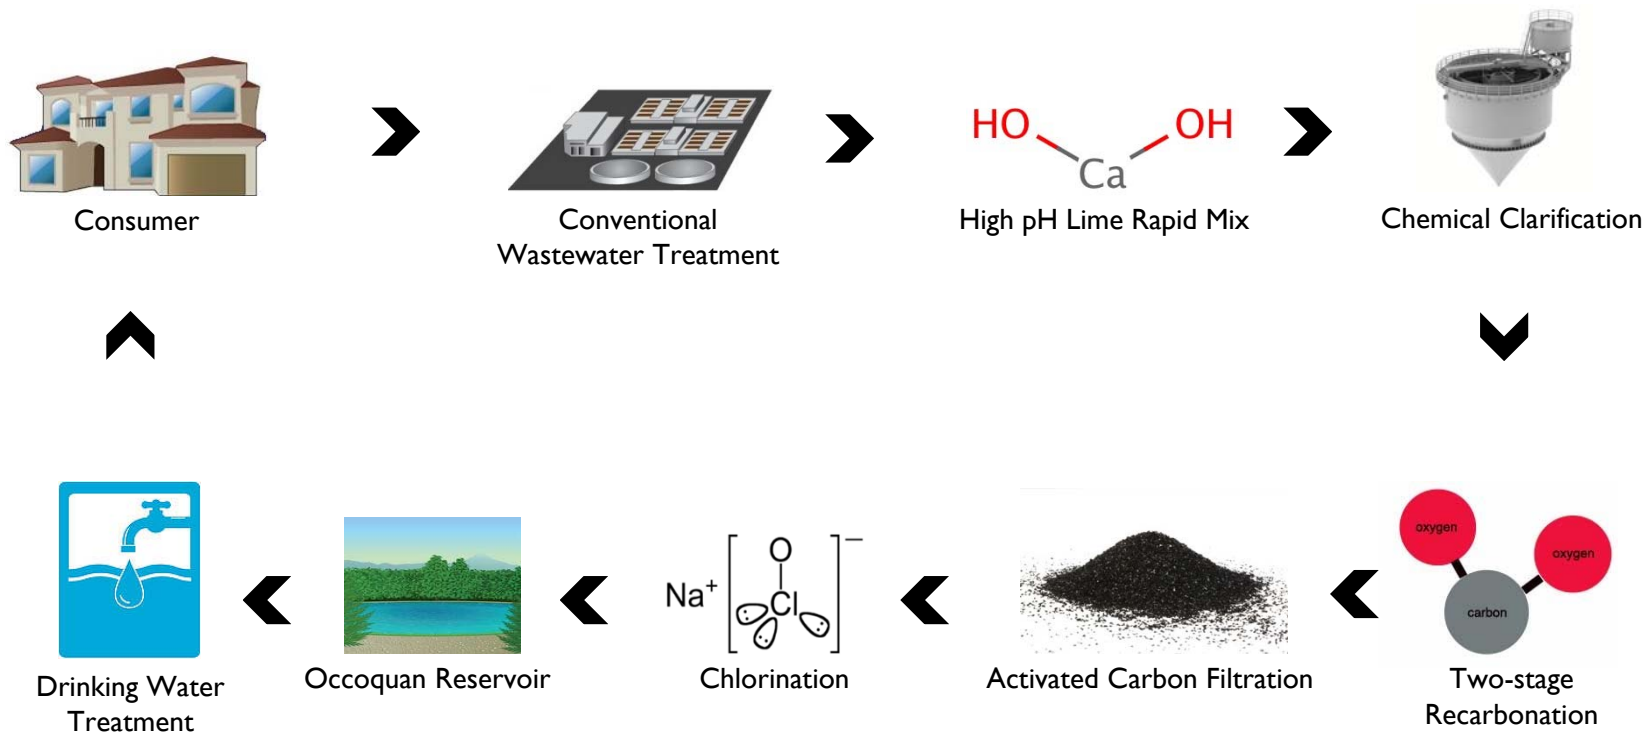 HO
OH
Ca
Consumer
Conventional
Wastewater Treatment
High pH Lime Rapid Mix
Chemical Clarification
O
Na+
Cl
−
oxygen
oxygen
carbon
Drinking Water
Treatment
Occoquan Reservoir
Chlorination
Activated Carbon Filtration
Two-stage
Recarbonation